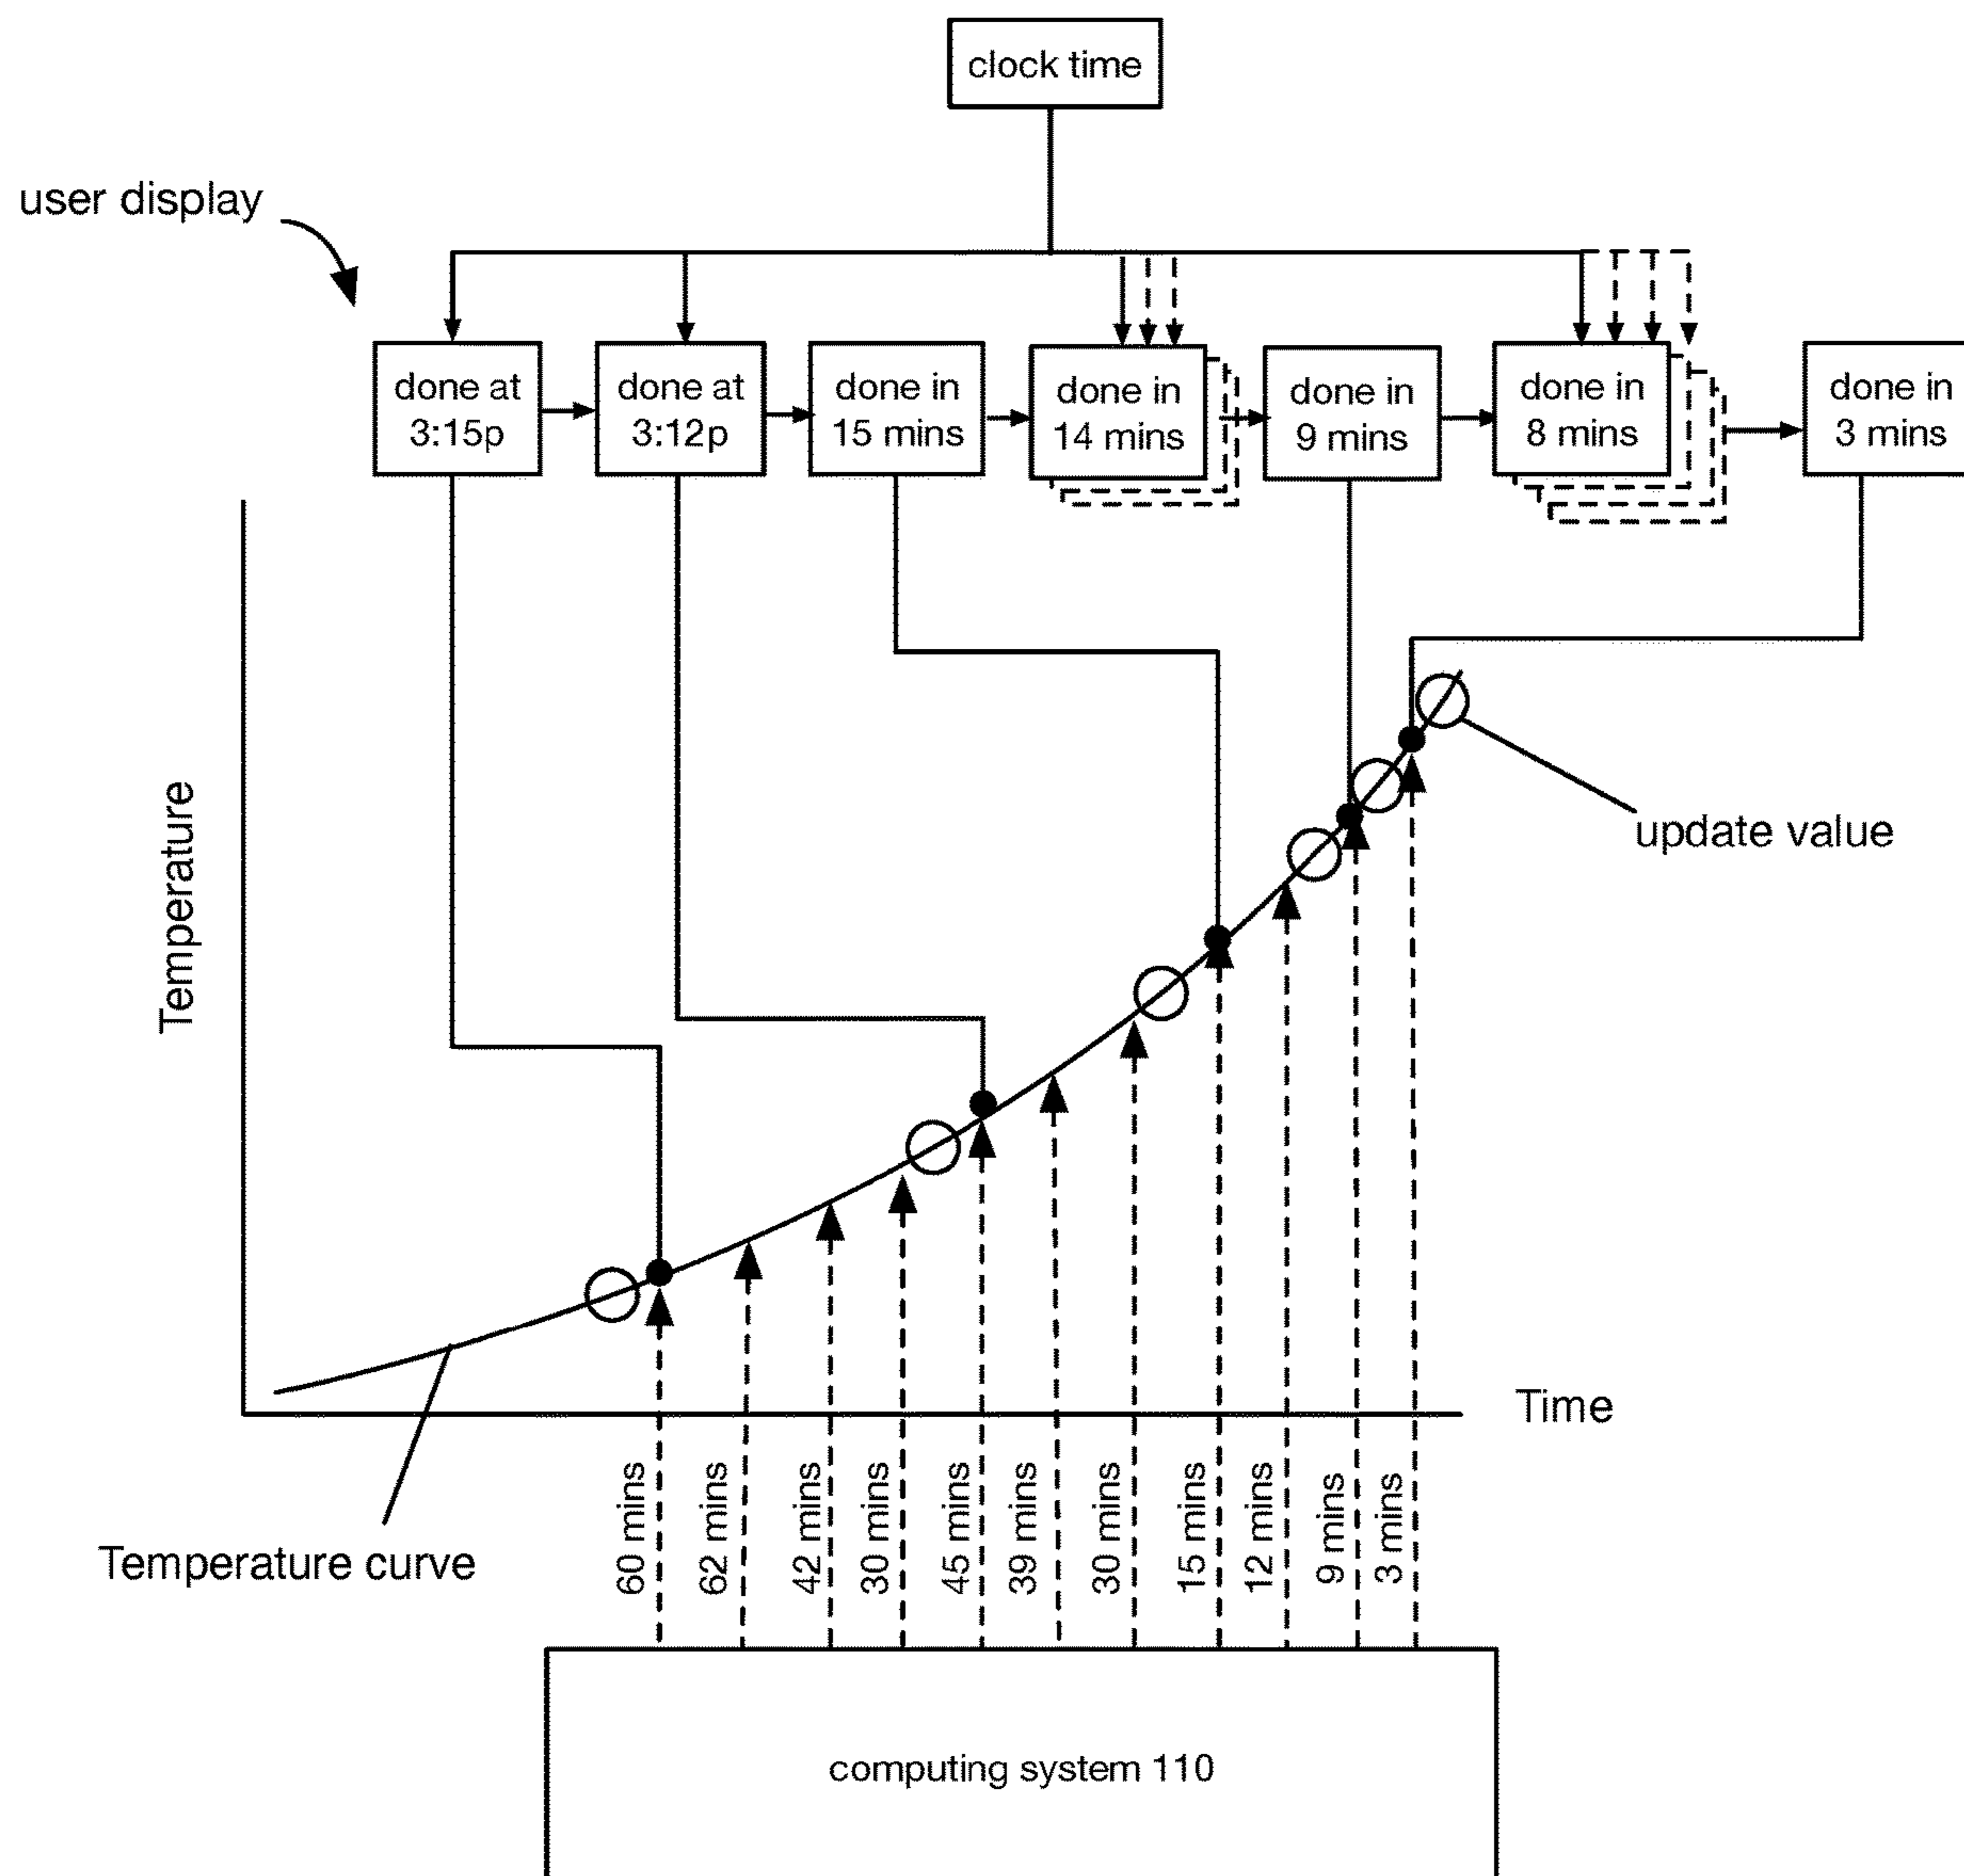 clock time
user display
done at
3:15p
done at
3:12p
done in
15 mins
done in
14 mins
done in
9 mins
done in
8 mins
done in
3 mins
Temperature
update value
Time
Temperature curve
60 mins
62 mins
42 mins
30 mins
45 mins
39 mins
30 mins
15 mins
12 mins
9 mins
3 mins
computing system 110